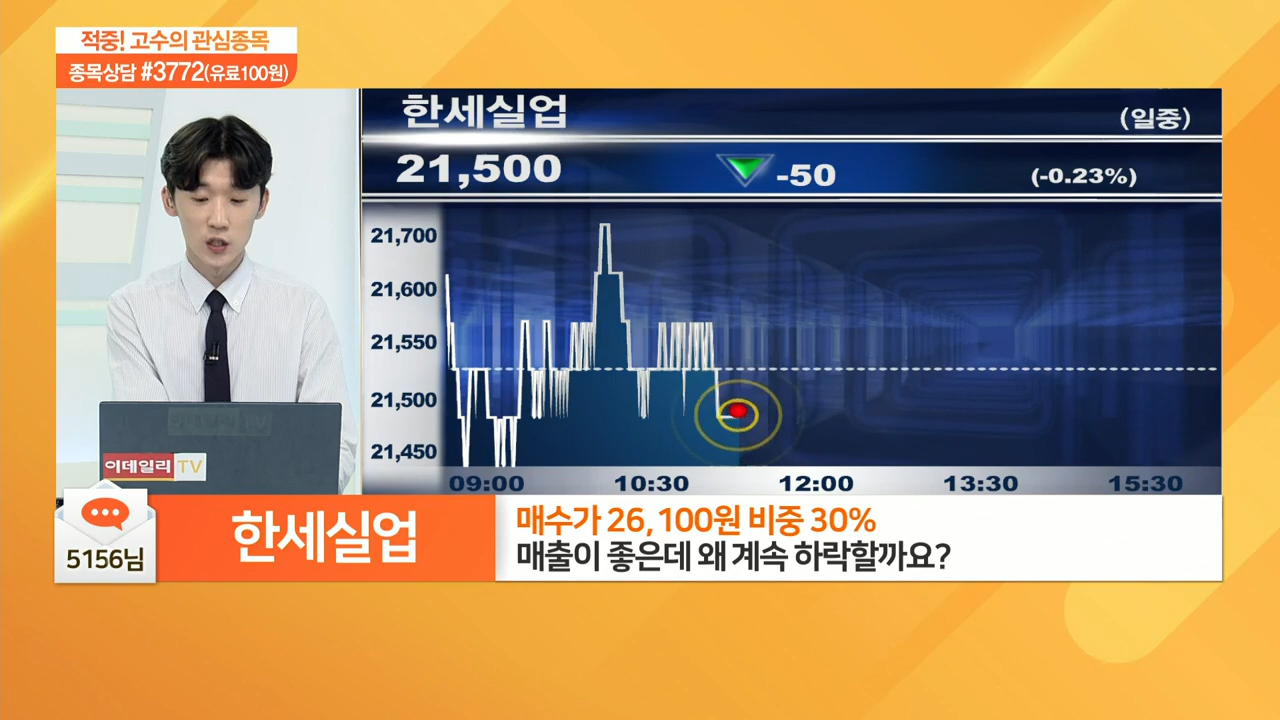 적중! 고수의 관심종목
종목상담 #3772(유료100원)
한세실업
(일중)
21,500
-50
(-0.23%)
21,700
21,600
21,550
21,500
21,450
09:00
10:30
12:00
13:30
15:30
이데일리 TV
5156님
한세실업
매수가 26,100원 비중 30%
매출이 좋은데 왜 계속 하락할까요?